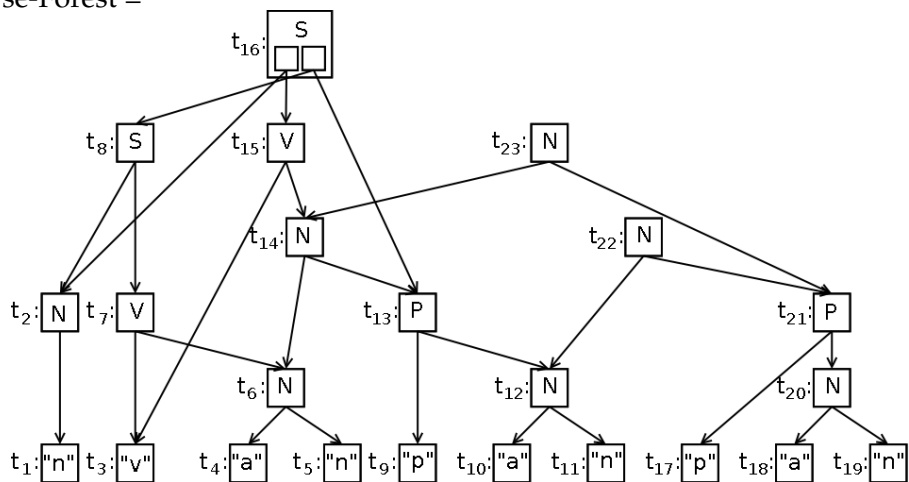 se-Forest =
t16: S
t8: S t15: V t23: N
t14: N t22: N
t2: N t7: V t13: P t21: P
t6: N t12: N t20: N
t1: "n" t3: "v" t4: "a" t5: "n" t9: "p" t10: "a" t11: "n" t17: "p" t18: "a" t19: "n"